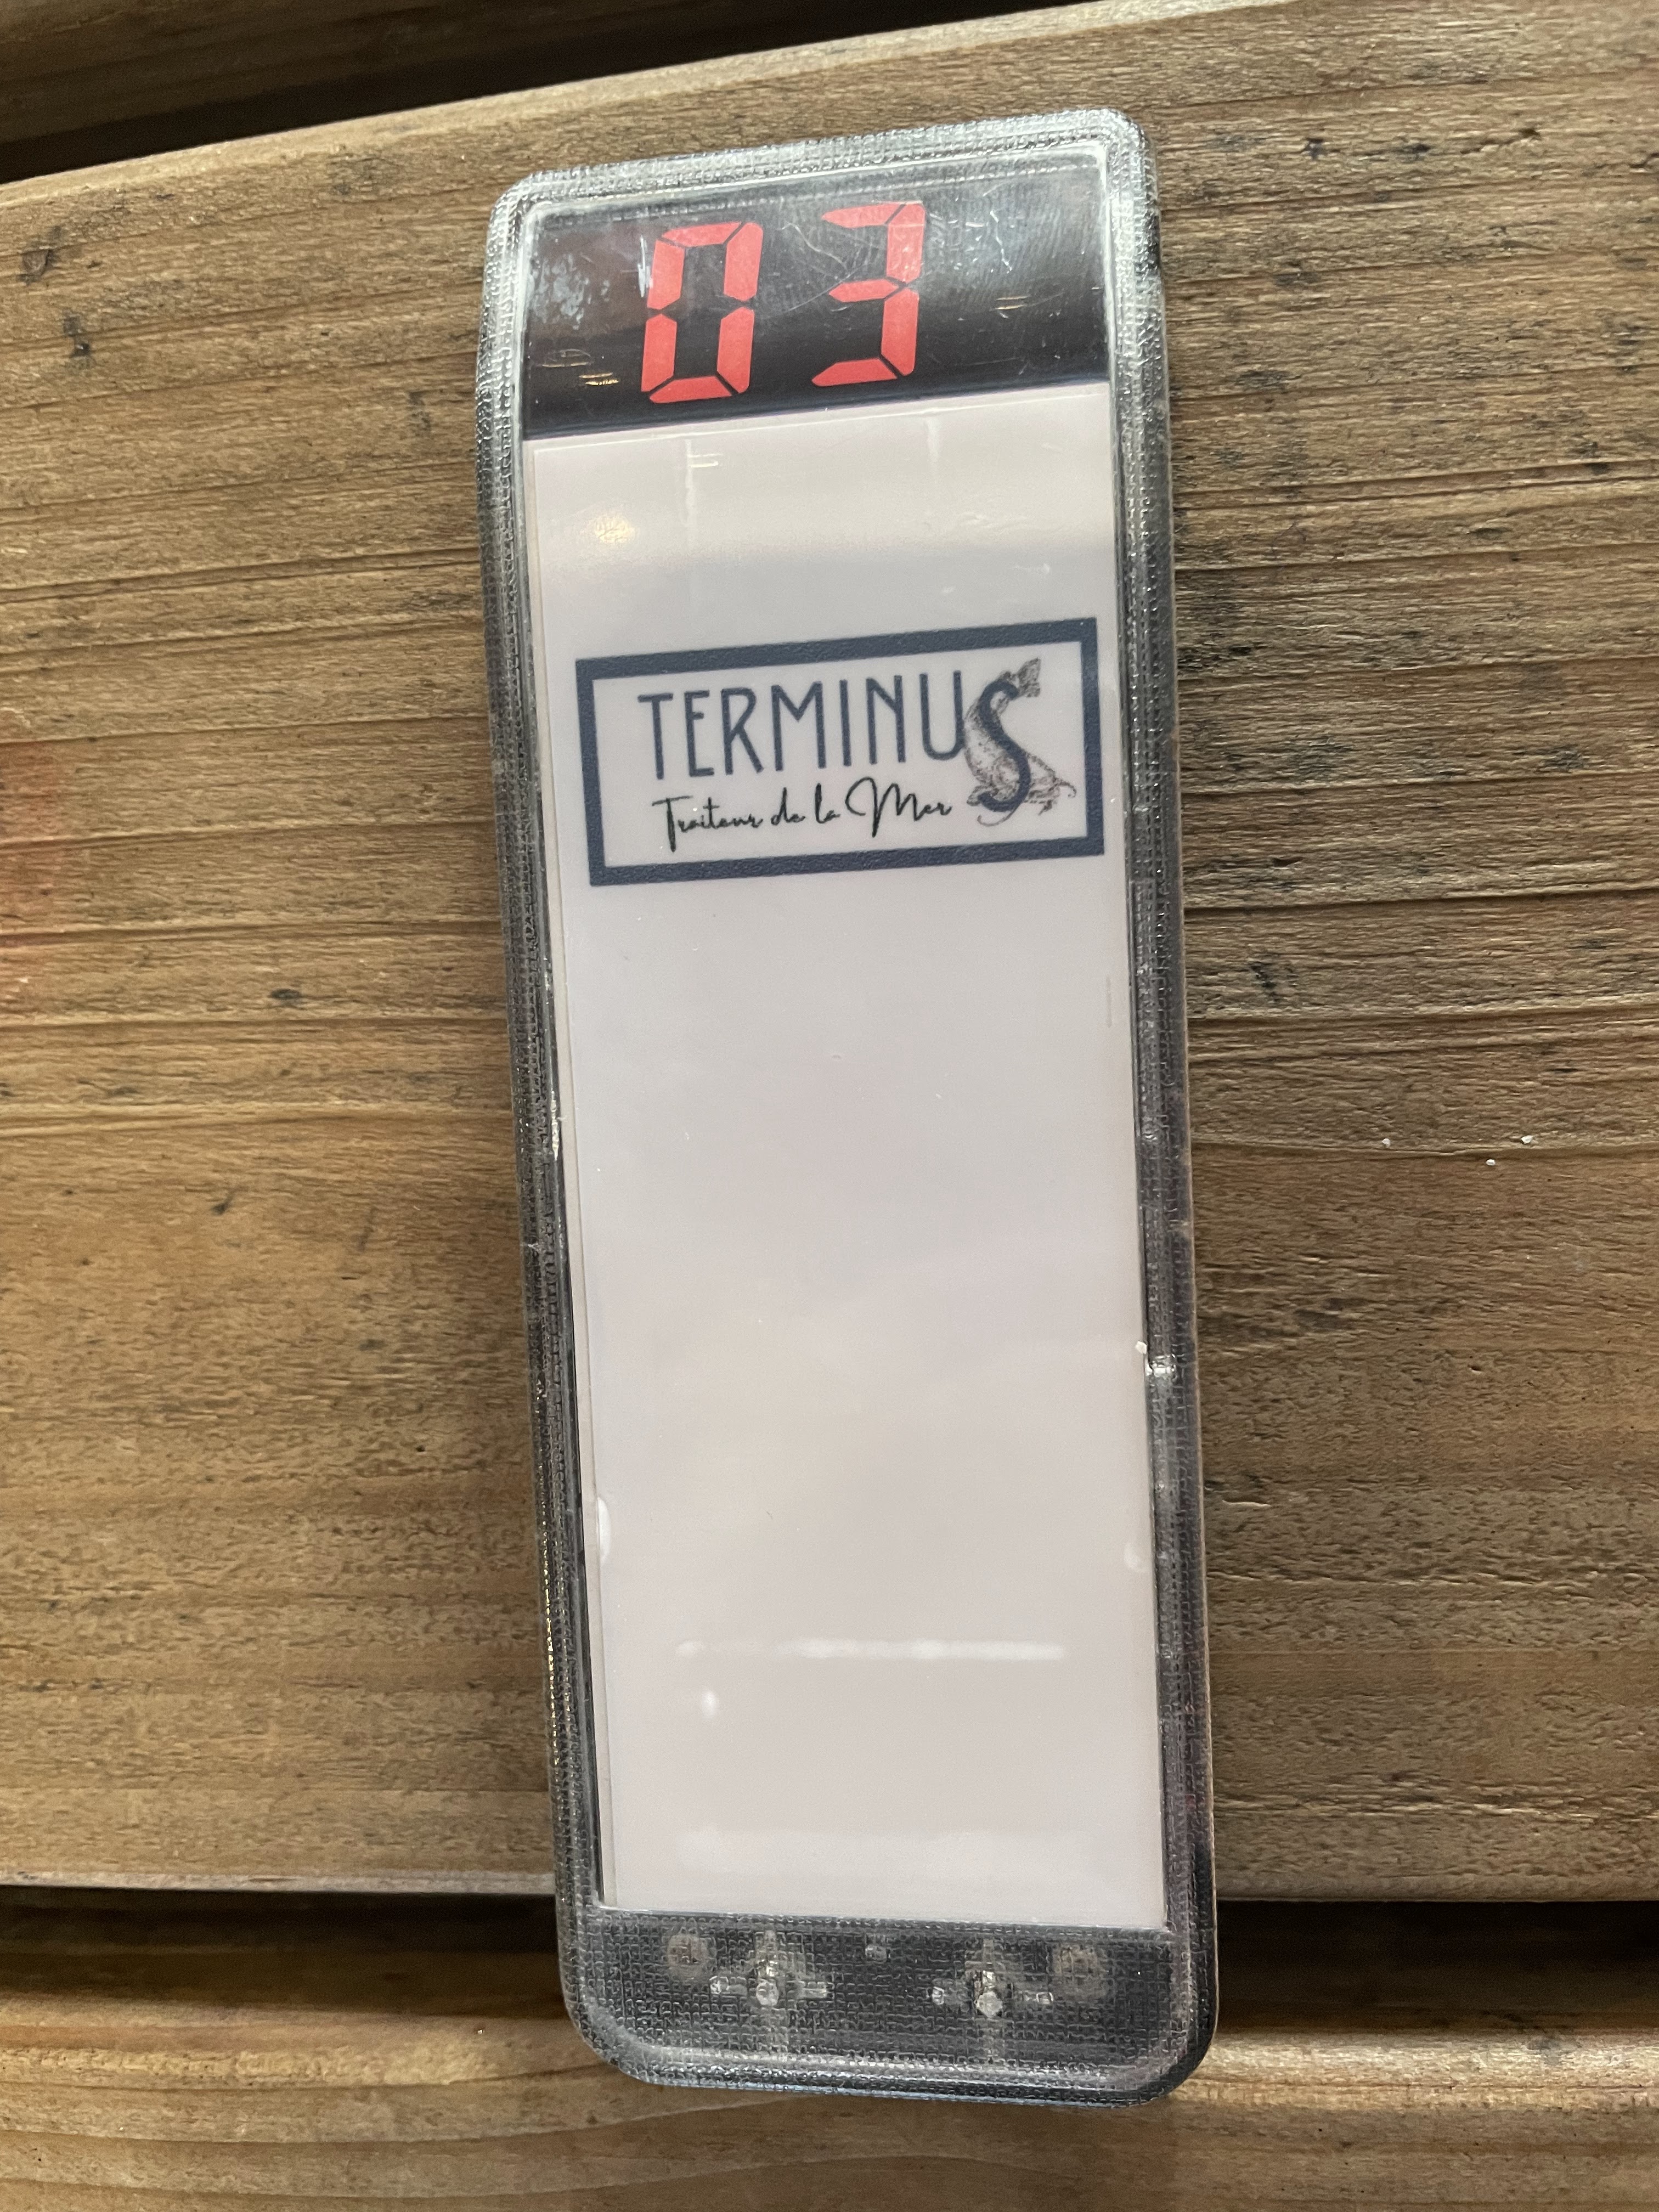 03
TERMINUS
Traiteur de la Mer